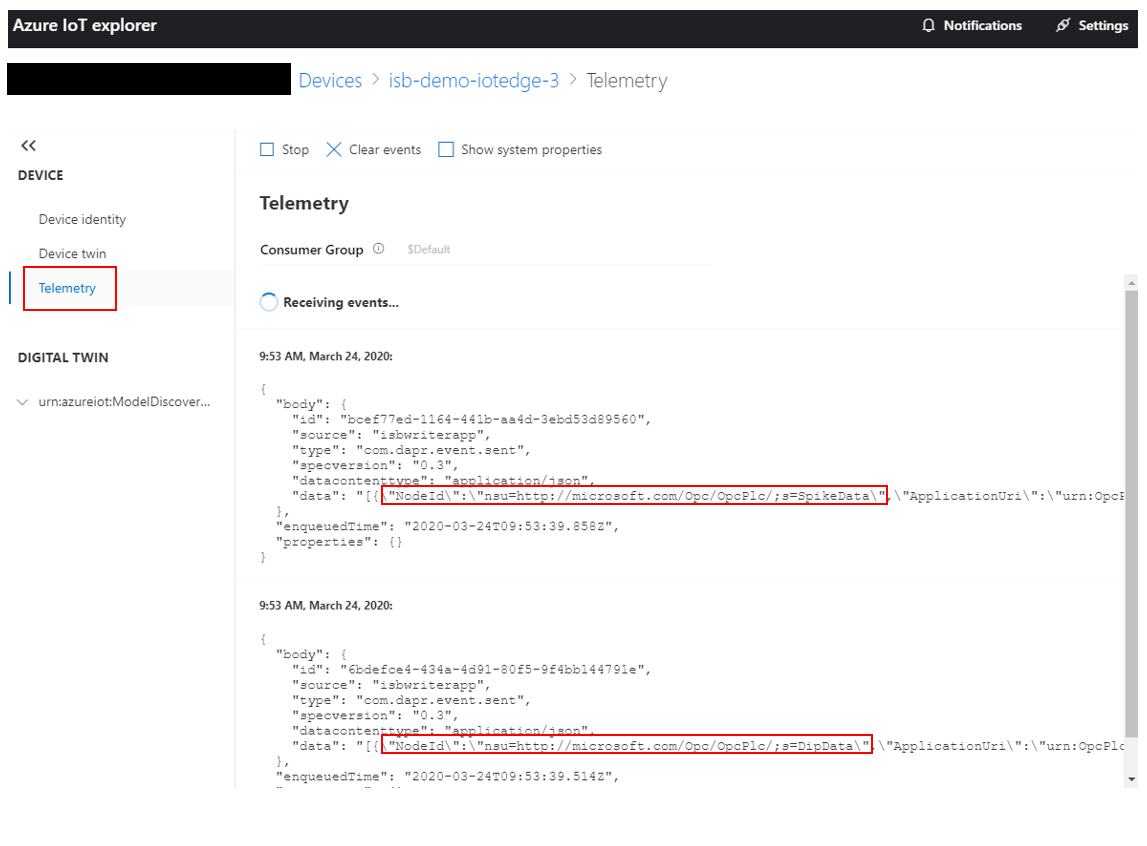 Azure IoT explorer Notifications Settings
Devices > isb-demo-iotedge-3 > Telemetry
Stop Clear events Show system properties
DEVICE
Device identity
Device twin
Telemetry
DIGITAL TWIN
urn:azureiot:ModelDiscover...
Telemetry
Consumer Group $Default
Receiving events...
9:53 AM, March 24, 2020:
{
"body": {
"id": "bcef77ed-1164-441b-aa4d-3ebd53d89560",
"source": "isbwriterapp",
"type": "com.dapr.event.sent",
"specversion": "0.3",
"datacontenttype": "application/json",
"data": "[{\"NodeId\":\"nsu=http://microsoft.com/Opc/OpcPlc/;s=SpikeData\",\"ApplicationUri\":\"urn:OpcP
},
"enqueuedTime": "2020-03-24T09:53:39.858Z",
"properties": {}
}
9:53 AM, March 24, 2020:
{
"body": {
"id": "6bdefce4-434a-4d91-80f5-9f4bb144791e",
"source": "isbwriterapp",
"type": "com.dapr.event.sent",
"specversion": "0.3",
"datacontenttype": "application/json",
"data": "[{\"NodeId\":\"nsu=http://microsoft.com/Opc/OpcPlc/;s=DipData\",\"ApplicationUri\":\"urn:OpcPlc
},
"enqueuedTime": "2020-03-24T09:53:39.514Z",